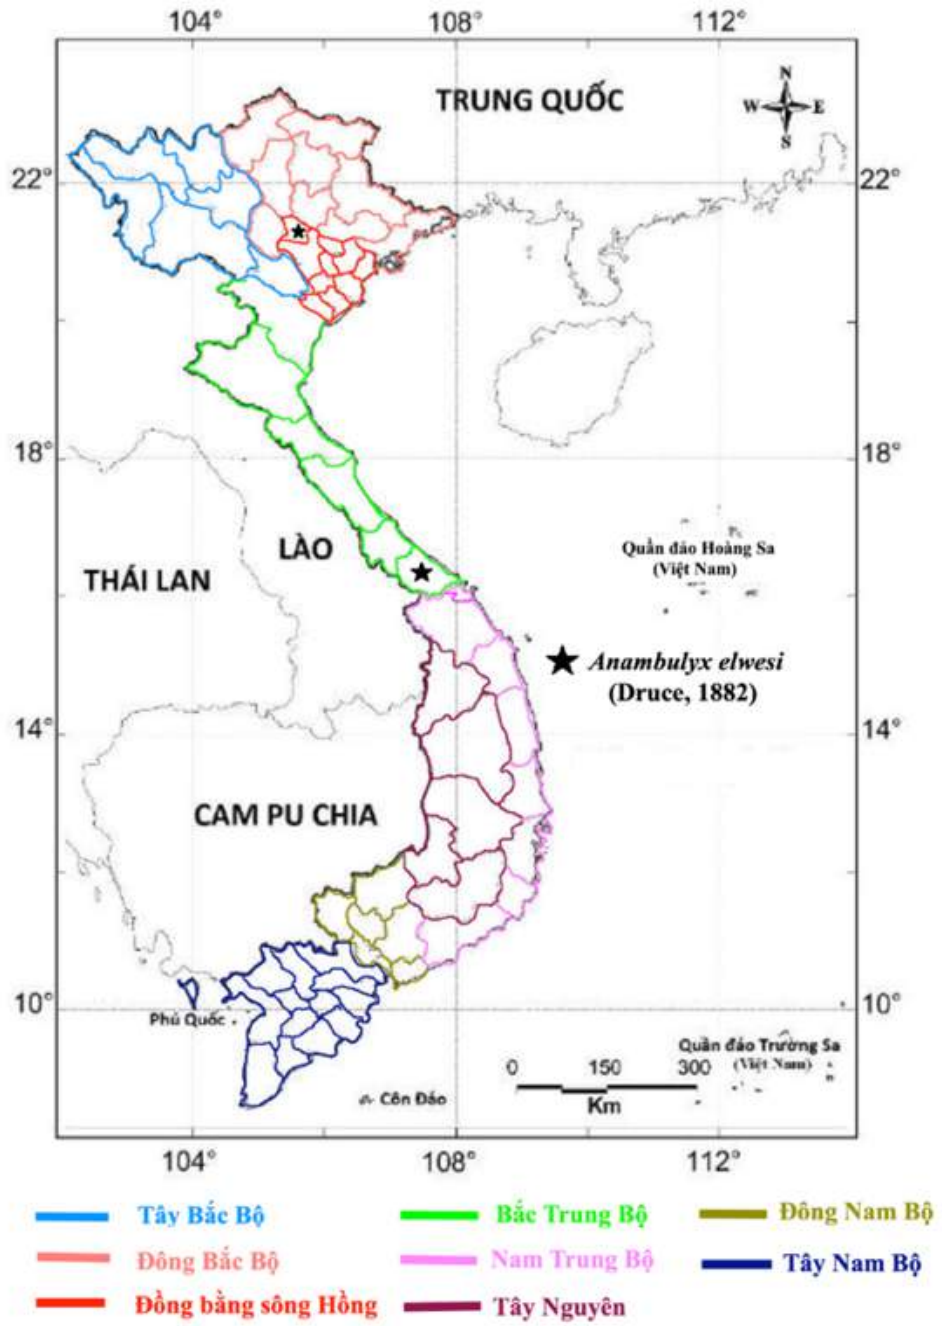 104° 108° 112°
TRUNG QUỐC
N
W E
S
22° 22°
18° 18°
LÀO
THÁI LAN
Quần đảo Hoàng Sa
(Việt Nam)
Anambulyx elwesi
(Druce, 1882)
14° 14°
CAM PU CHIA
10° 10°
Phú Quốc
Quần đảo Trường Sa
(Việt Nam)
0 150 300
Km
Côn Đảo
104° 108° 112°
Tây Bắc Bộ Bắc Trung Bộ Đông Nam Bộ
Đông Bắc Bộ Nam Trung Bộ Tây Nam Bộ
Đồng bằng sông Hồng Tây Nguyên